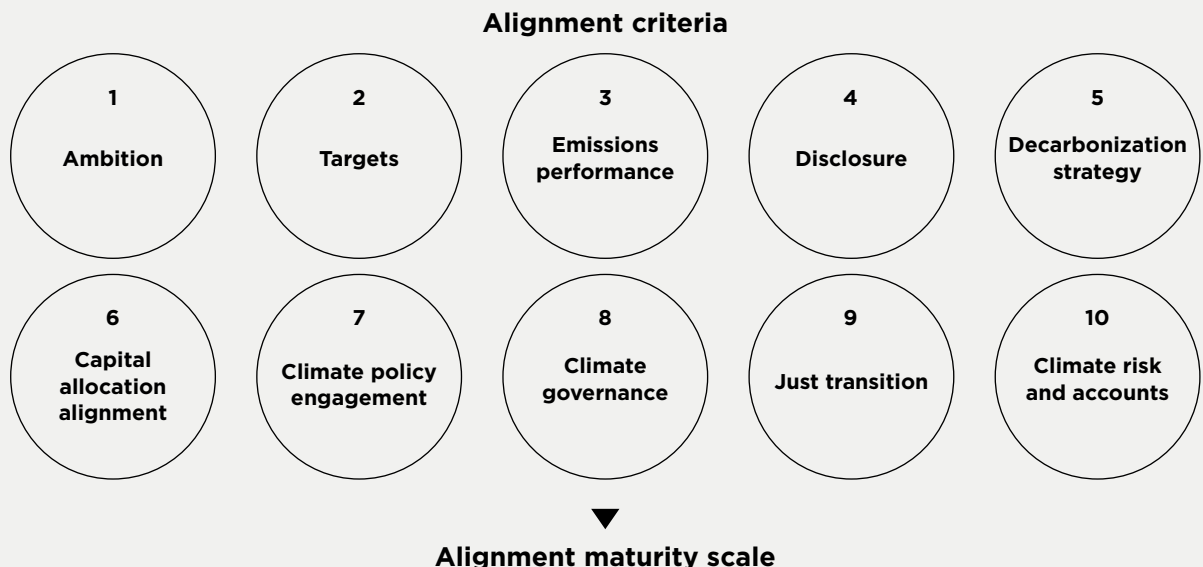 Alignment criteria
1
Ambition
2
Targets
3
Emissions
performance
4
Disclosure
5
Decarbonization
strategy
6
Capital
allocation
alignment
7
Climate policy
engagement
8
Climate
governance
9
Just transition
10
Climate risk
and accounts
Alignment maturity scale